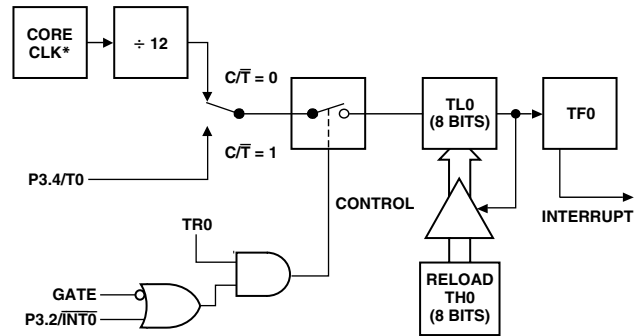 CORE
CLK*
÷ 12
C/T̅ = 0
C/T̅ = 1
P3.4/T0
TL0
(8 BITS)
TF0
CONTROL
INTERRUPT
TR0
GATE
P3.2/I̅N̅T̅0̅
RELOAD
TH0
(8 BITS)